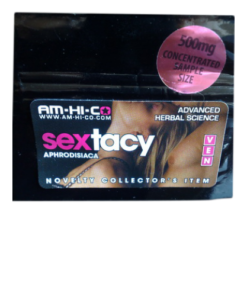 500mg
CONCENTRATED
SAMPLE
SIZE
AM-HI-CO
WWW.AM-HI-CO.COM
ADVANCED
HERBAL SCIENCE
sextacy
APHRODISIACA
VEN
NOVELTY COLLECTOR'S ITEM